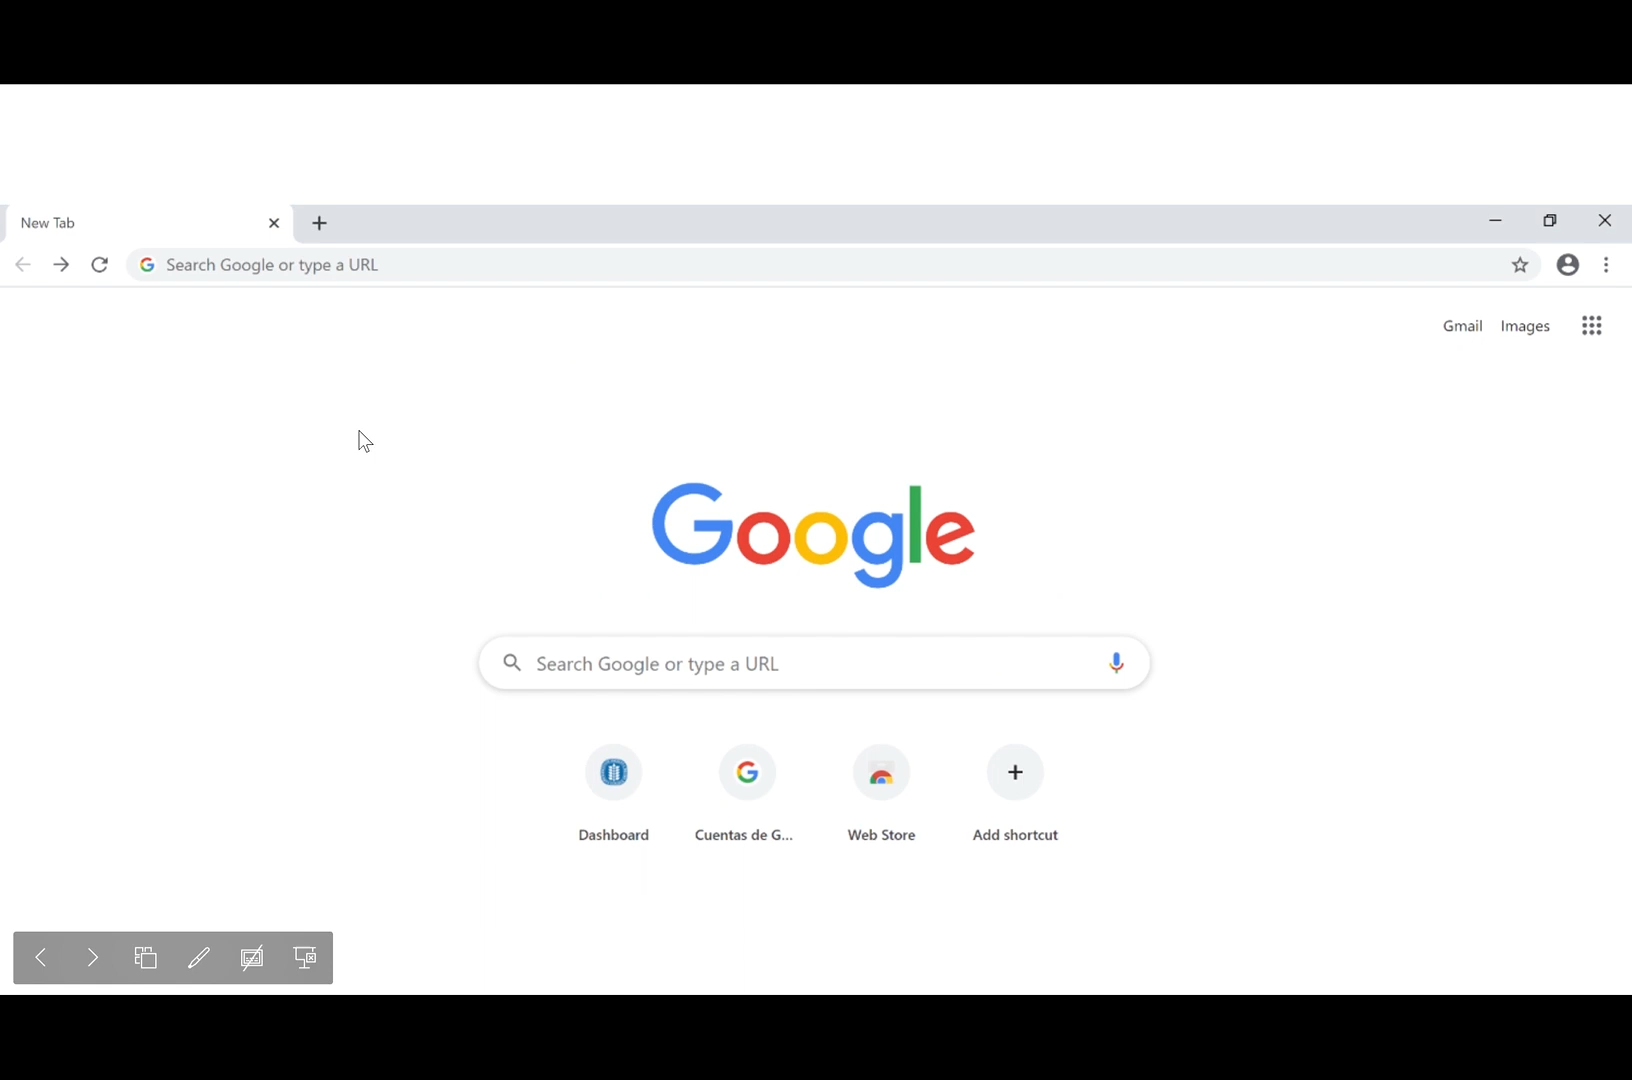 New Tab
Search Google or type a URL
Gmail Images
Google
Search Google or type a URL
Dashboard Cuentas de G... Web Store Add shortcut